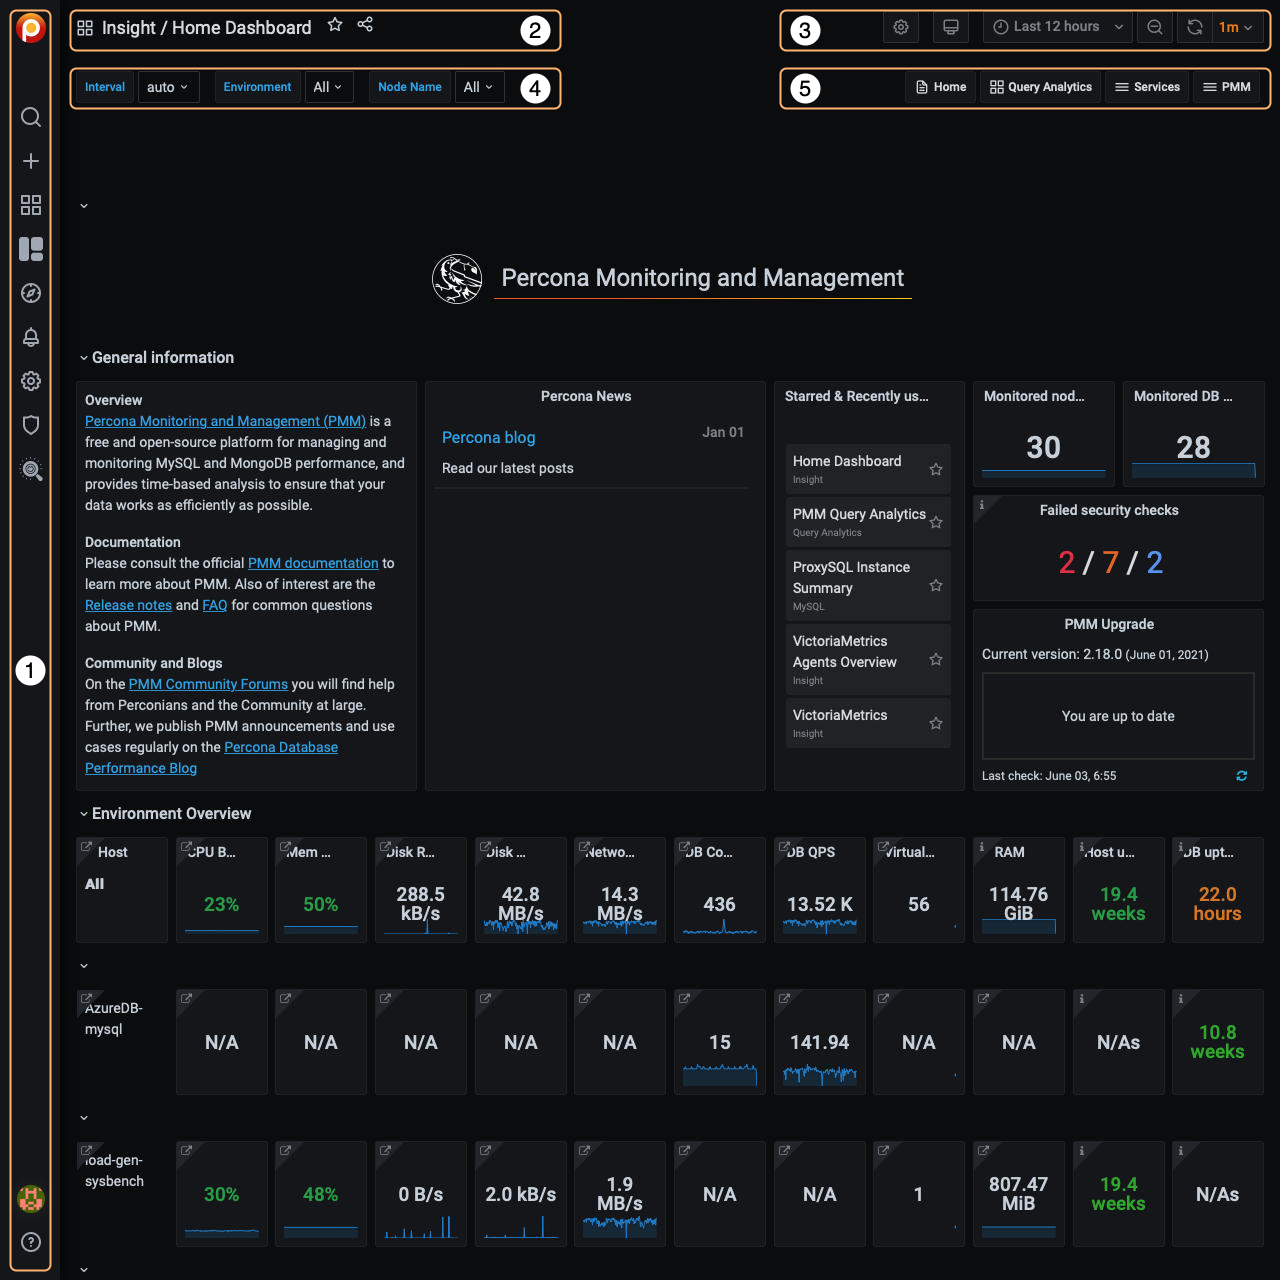 Insight / Home Dashboard
2
3
Last 12 hours
1m
Interval
auto
Environment
All
Node Name
All
4
5
Home
Query Analytics
Services
PMM
1
Percona Monitoring and Management
General information
Overview
Percona Monitoring and Management (PMM) is a
free and open-source platform for managing and
monitoring MySQL and MongoDB performance, and
provides time-based analysis to ensure that your
data works as efficiently as possible.
Documentation
Please consult the official PMM documentation to
learn more about PMM. Also of interest are the
Release notes and FAQ for common questions
about PMM.
Community and Blogs
On the PMM Community Forums you will find help
from Perconians and the Community at large.
Further, we publish PMM announcements and use
cases regularly on the Percona Database
Performance Blog
Percona News
Percona blog
Jan 01
Read our latest posts
Starred & Recently us...
Home Dashboard
Insight
PMM Query Analytics
Query Analytics
ProxySQL Instance
Summary
MySQL
VictoriaMetrics
Agents Overview
Insight
VictoriaMetrics
Insight
Monitored nod...
30
Monitored DB ...
28
Failed security checks
2 / 7 / 2
PMM Upgrade
Current version: 2.18.0 (June 01, 2021)
You are up to date
Last check: June 03, 6:55
Environment Overview
Host
All
CPU B...
23%
Mem ...
50%
Disk R...
288.5
kB/s
Disk ...
42.8
MB/s
Netwo...
14.3
MB/s
DB Co...
436
DB QPS
13.52 K
Virtual...
56
RAM
114.76
GiB
Host u...
19.4
weeks
DB upt...
22.0
hours
AzureDB-
mysql
N/A
N/A
N/A
N/A
N/A
15
141.94
N/A
N/A
N/As
10.8
weeks
load-gen-
sysbench
30%
48%
0 B/s
2.0 kB/s
1.9
MB/s
N/A
N/A
1
807.47
MiB
19.4
weeks
N/As